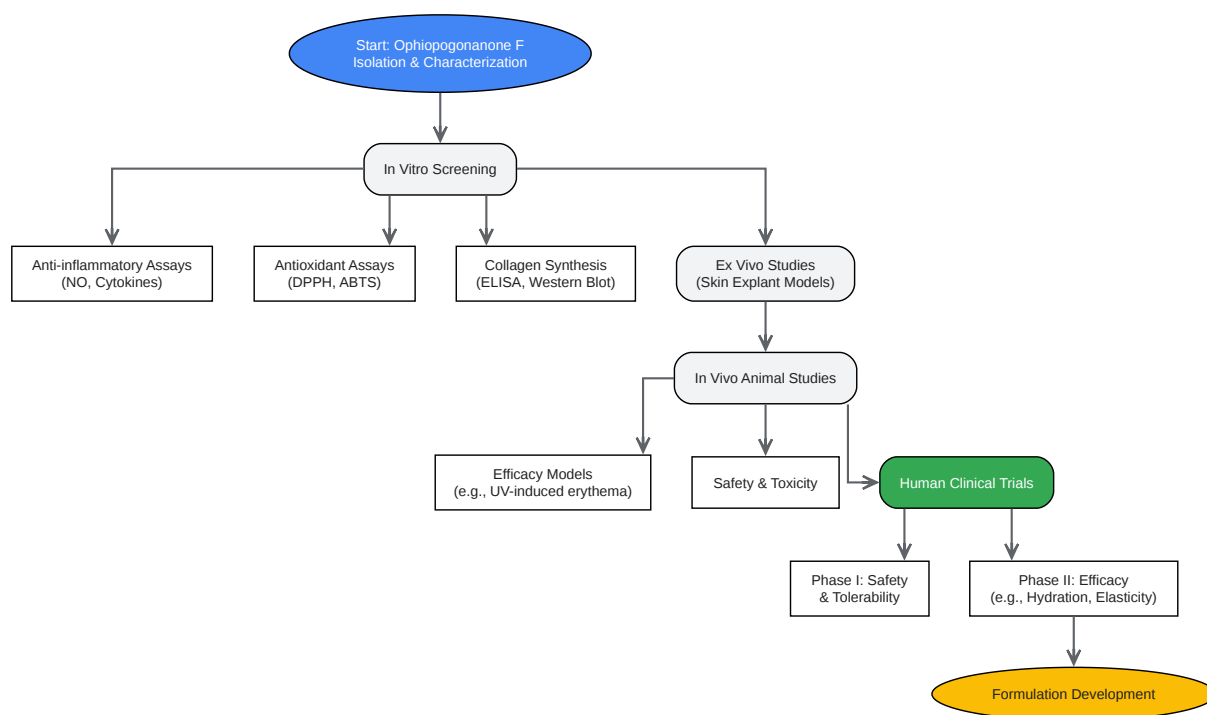 Start: Ophiopogonanone F
Isolation & Characterization
In Vitro Screening
Anti-inflammatory Assays
(NO, Cytokines)
Antioxidant Assays
(DPPH, ABTS)
Collagen Synthesis
(ELISA, Western Blot)
Ex Vivo Studies
(Skin Explant Models)
In Vivo Animal Studies
Efficacy Models
(e.g., UV-induced erythema)
Safety & Toxicity
Human Clinical Trials
Phase I: Safety
& Tolerability
Phase II: Efficacy
(e.g., Hydration, Elasticity)
Formulation Development